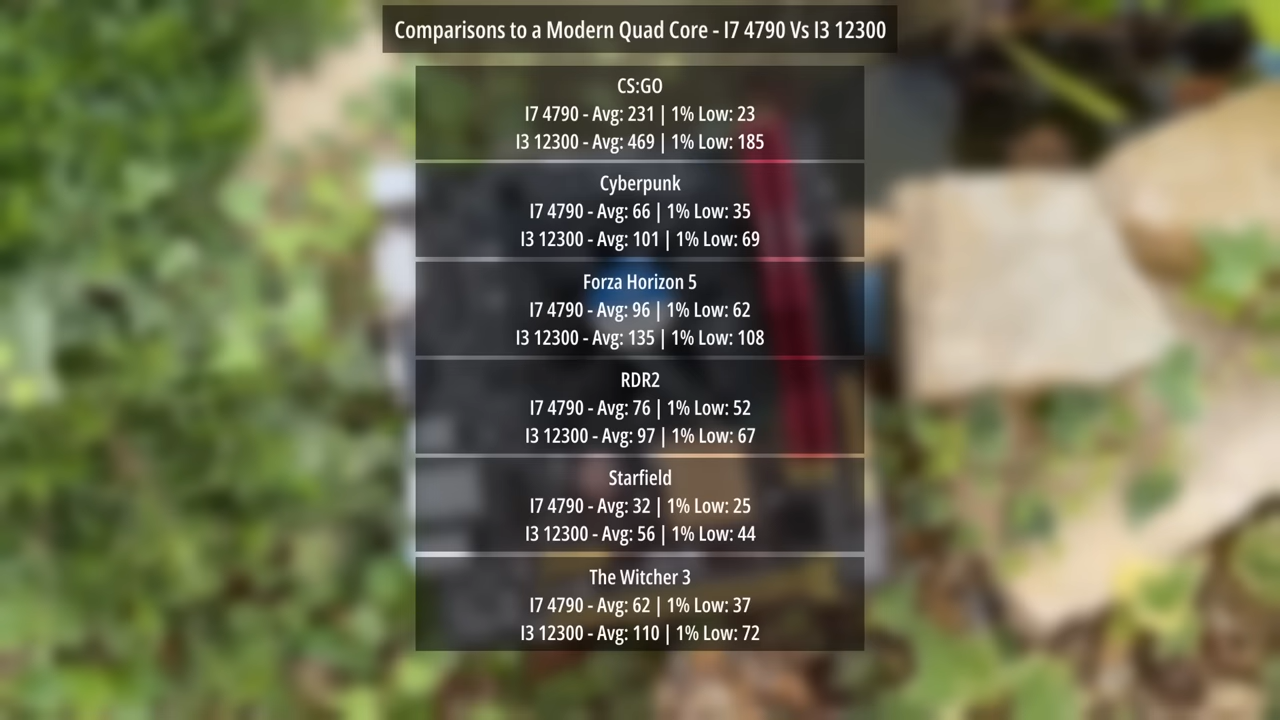 Comparisons to a Modern Quad Core - I7 4790 Vs I3 12300
CS:GO
I7 4790 - Avg: 231 | 1% Low: 23
I3 12300 - Avg: 469 | 1% Low: 185
Cyberpunk
I7 4790 - Avg: 66 | 1% Low: 35
I3 12300 - Avg: 101 | 1% Low: 69
Forza Horizon 5
I7 4790 - Avg: 96 | 1% Low: 62
I3 12300 - Avg: 135 | 1% Low: 108
RDR2
I7 4790 - Avg: 76 | 1% Low: 52
I3 12300 - Avg: 97 | 1% Low: 67
Starfield
I7 4790 - Avg: 32 | 1% Low: 25
I3 12300 - Avg: 56 | 1% Low: 44
The Witcher 3
I7 4790 - Avg: 62 | 1% Low: 37
I3 12300 - Avg: 110 | 1% Low: 72